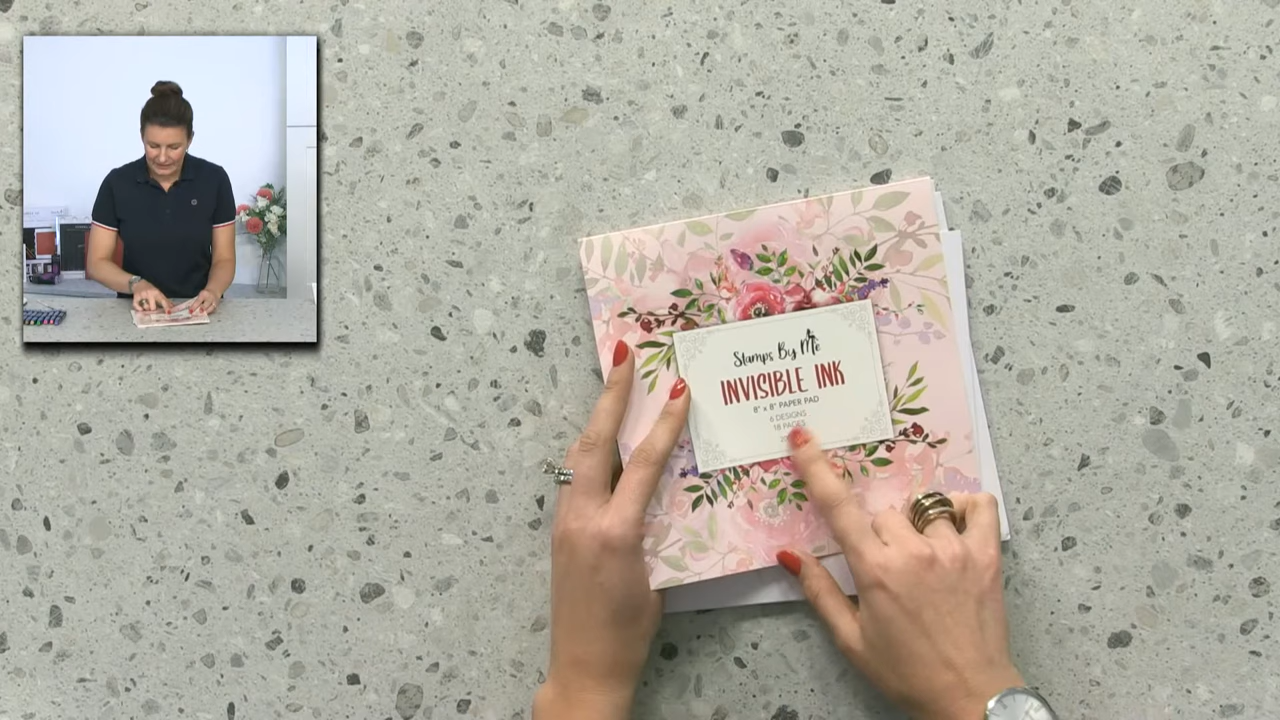 Stamps By Me
INVISIBLE INK
8" x 8" PAPER PAD
6 DESIGNS
18 PAGES